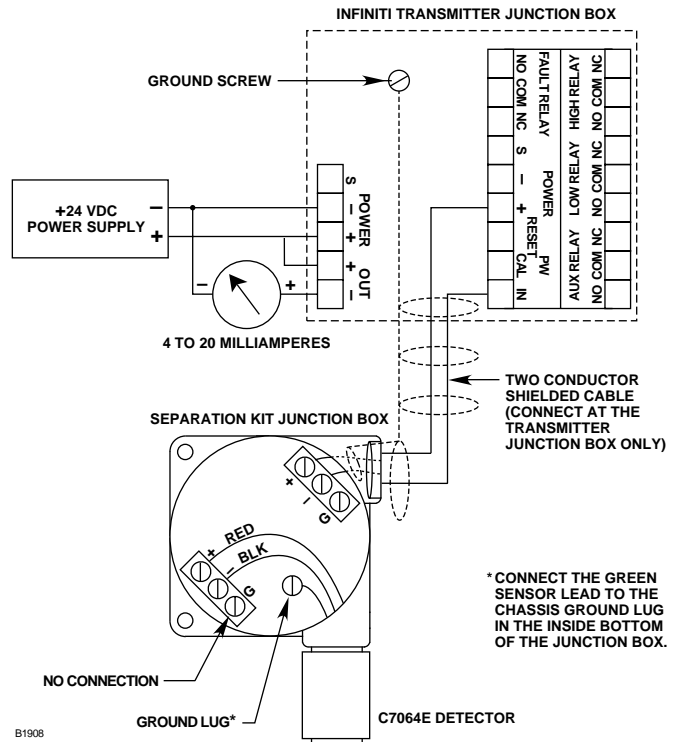 INFINITI TRANSMITTER JUNCTION BOX
GROUND SCREW
+24 VDC
POWER SUPPLY
−
+
S
−
+
POWER
+
−
OUT
−
+
4 TO 20 MILLIAMPERES
NO COM NC
FAULT RELAY
S
−
+
POWER
RESET
CAL
PW
IN
HIGH RELAY
NO COM NC
LOW RELAY
NO COM NC
AUX RELAY
NO COM NC
TWO CONDUCTOR
SHIELDED CABLE
(CONNECT AT THE
TRANSMITTER
JUNCTION BOX ONLY)
SEPARATION KIT JUNCTION BOX
+
−
G
RED
BLK
+
−
G
*CONNECT THE GREEN
SENSOR LEAD TO THE
CHASSIS GROUND LUG
IN THE INSIDE BOTTOM
OF THE JUNCTION BOX.
NO CONNECTION
GROUND LUG*
C7064E DETECTOR
B1908